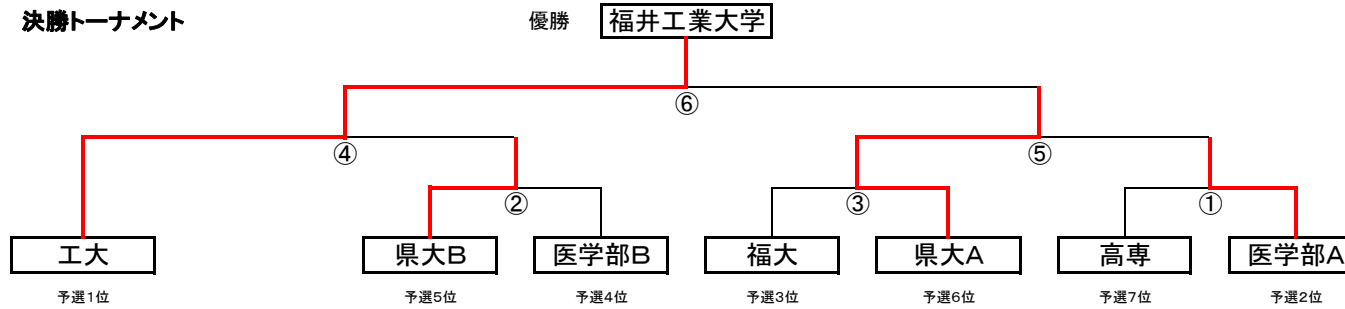 決勝トーナメント
優勝 福井工業大学
⑥
④ ⑤
② ③ ①
工大 県大B 医学部B 福大 県大A 高専 医学部A
予選1位 予選5位 予選4位 予選3位 予選6位 予選7位 予選2位